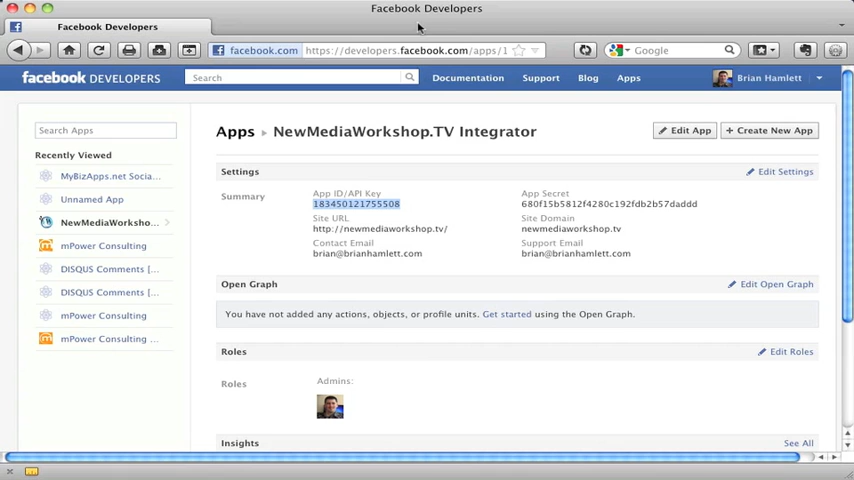 Facebook Developers
Facebook Developers
facebook.com https://developers.facebook.com/apps/1
Google
facebook DEVELOPERS
Search
Documentation
Support
Blog
Apps
Brian Hamlett
Search Apps
Recently Viewed
MyBizApps.net Socia...
Unnamed App
NewMediaWorksho...
mPower Consulting
DISQUS Comments [...
DISQUS Comments [...
mPower Consulting
mPower Consulting ...
Apps ▸ NewMediaWorkshop.TV Integrator
Edit App
+ Create New App
Settings
Edit Settings
Summary
App ID/API Key
183450121755508
Site URL
http://newmediaworkshop.tv/
Contact Email
brian@brianhamlett.com
App Secret
680f15b5812f4280c192fdb2b57daddd
Site Domain
newmediaworkshop.tv
Support Email
brian@brianhamlett.com
Open Graph
Edit Open Graph
You have not added any actions, objects, or profile units. Get started using the Open Graph.
Roles
Edit Roles
Roles
Admins:
Insights
See All